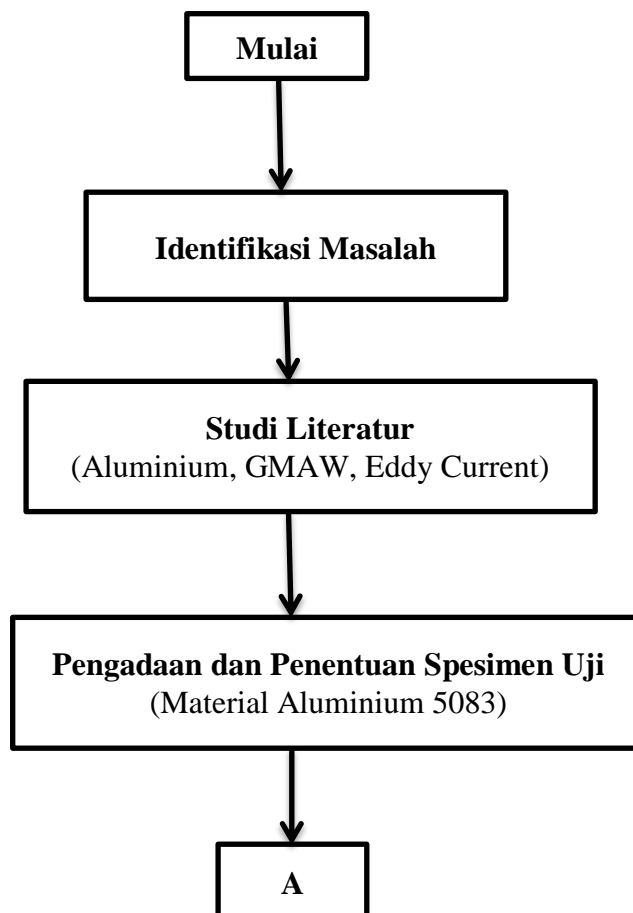 Mulai
Identifikasi Masalah
Studi Literatur
(Aluminium, GMAW, Eddy Current)
Pengadaan dan Penentuan Spesimen Uji
(Material Aluminium 5083)
A